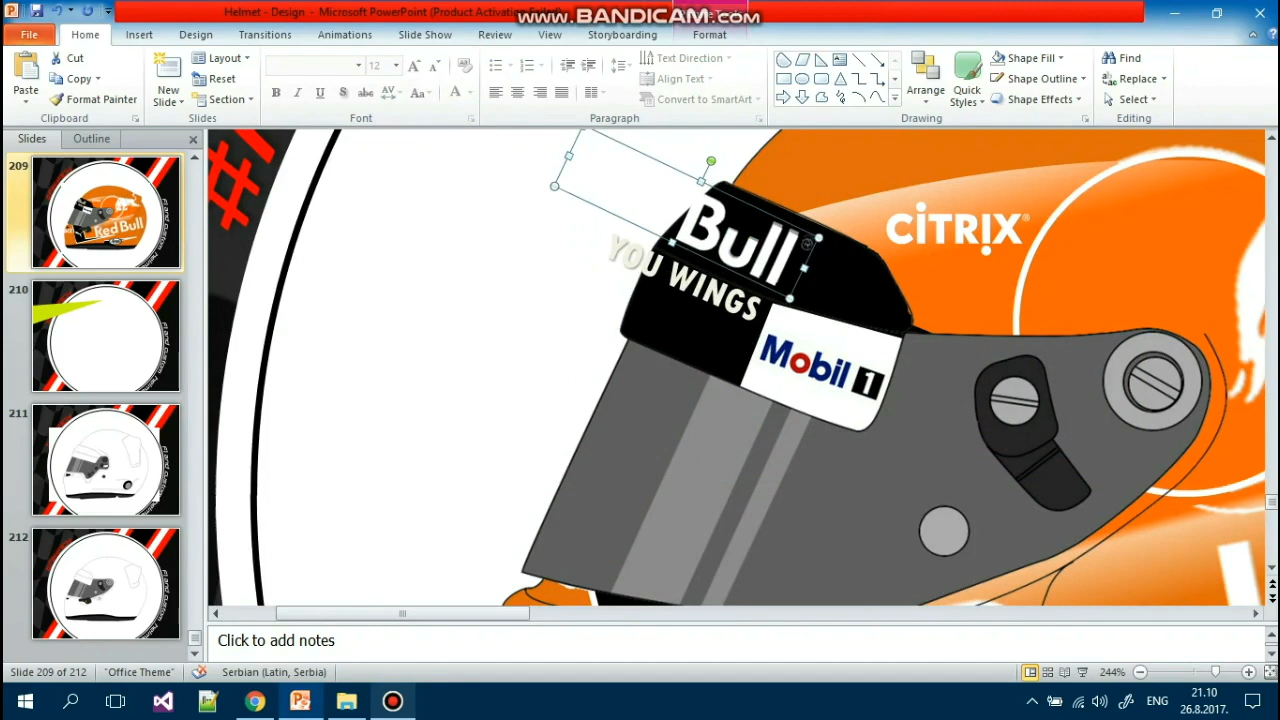 Helmet - Design - Microsoft PowerPoint (Product Activation Failed)
www.BANDICAM.com
File
Home
Insert
Design
Transitions
Animations
Slide Show
Review
View
Storyboarding
Format
Paste
Cut
Copy
Format Painter
Clipboard
New
Slide
Layout
Reset
Section
Slides
12
Font
Text Direction
Align Text
Convert to SmartArt
Paragraph
Arrange
Quick
Styles
Shape Fill
Shape Outline
Shape Effects
Drawing
Find
Replace
Select
Editing
Slides
Outline
209
Red Bull
210
211
212
Bull
YOU WINGS
Mobil 1
CİTRIX®
Click to add notes
Slide 209 of 212
"Office Theme"
Serbian (Latin, Serbia)
244%
ENG
21.10
26.8.2017.